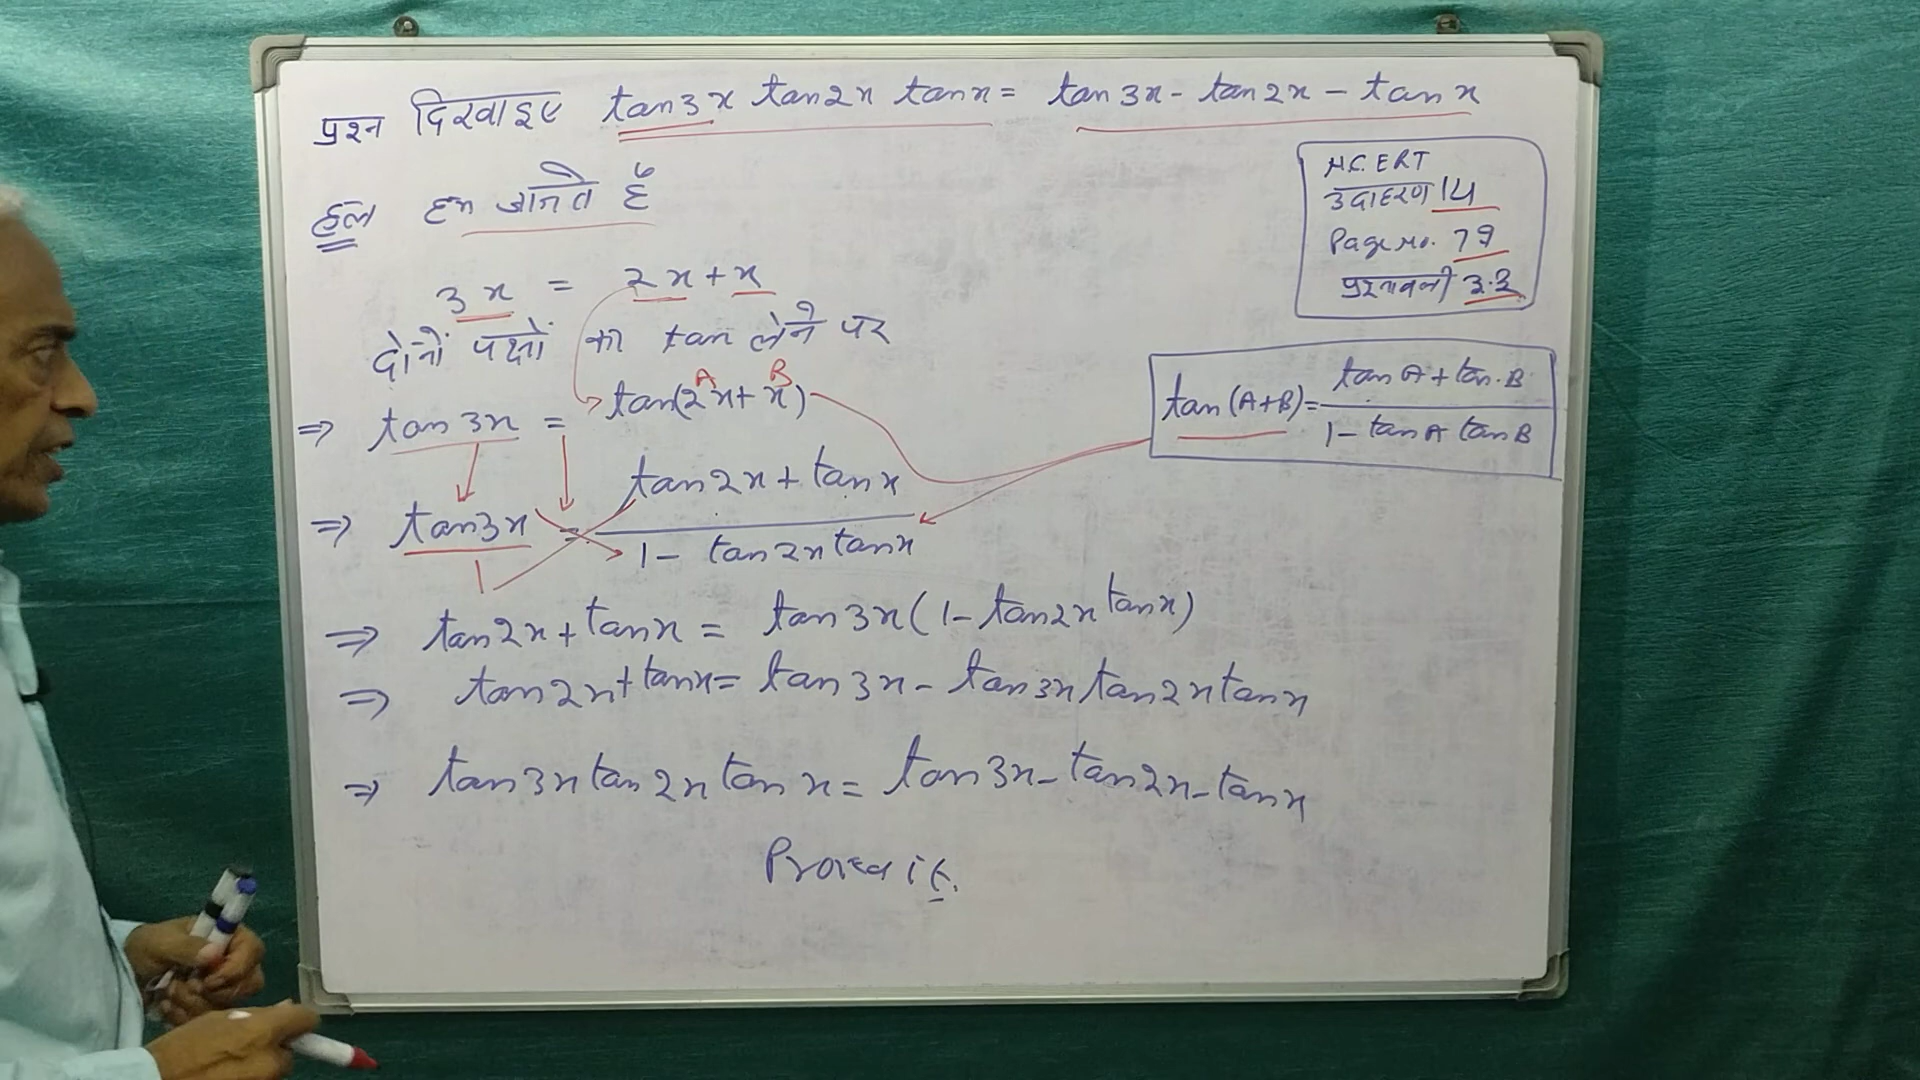 प्रश्न दिखाइए tan3x tan2x tanx = tan3x - tan2x - tanx
N.C.ERT
उदाहरण 14
Page No. 79
प्रश्नावली 3.3
हल हम जानते हैं
3x = 2x + x
दोनों पक्षों का tan लेने पर
⇒ tan3x = tan(2x + x)
A B
tan(A+B) = tanA + tan.B / 1 - tanA tanB
⇒ tan3x = tan2x + tanx / 1 - tan2x tanx
1
⇒ tan2x + tanx = tan3x(1 - tan2x tanx)
⇒ tan2x + tanx = tan3x - tan3x tan2x tanx
⇒ tan3x tan2x tanx = tan3x - tan2x - tanx
Proved it.